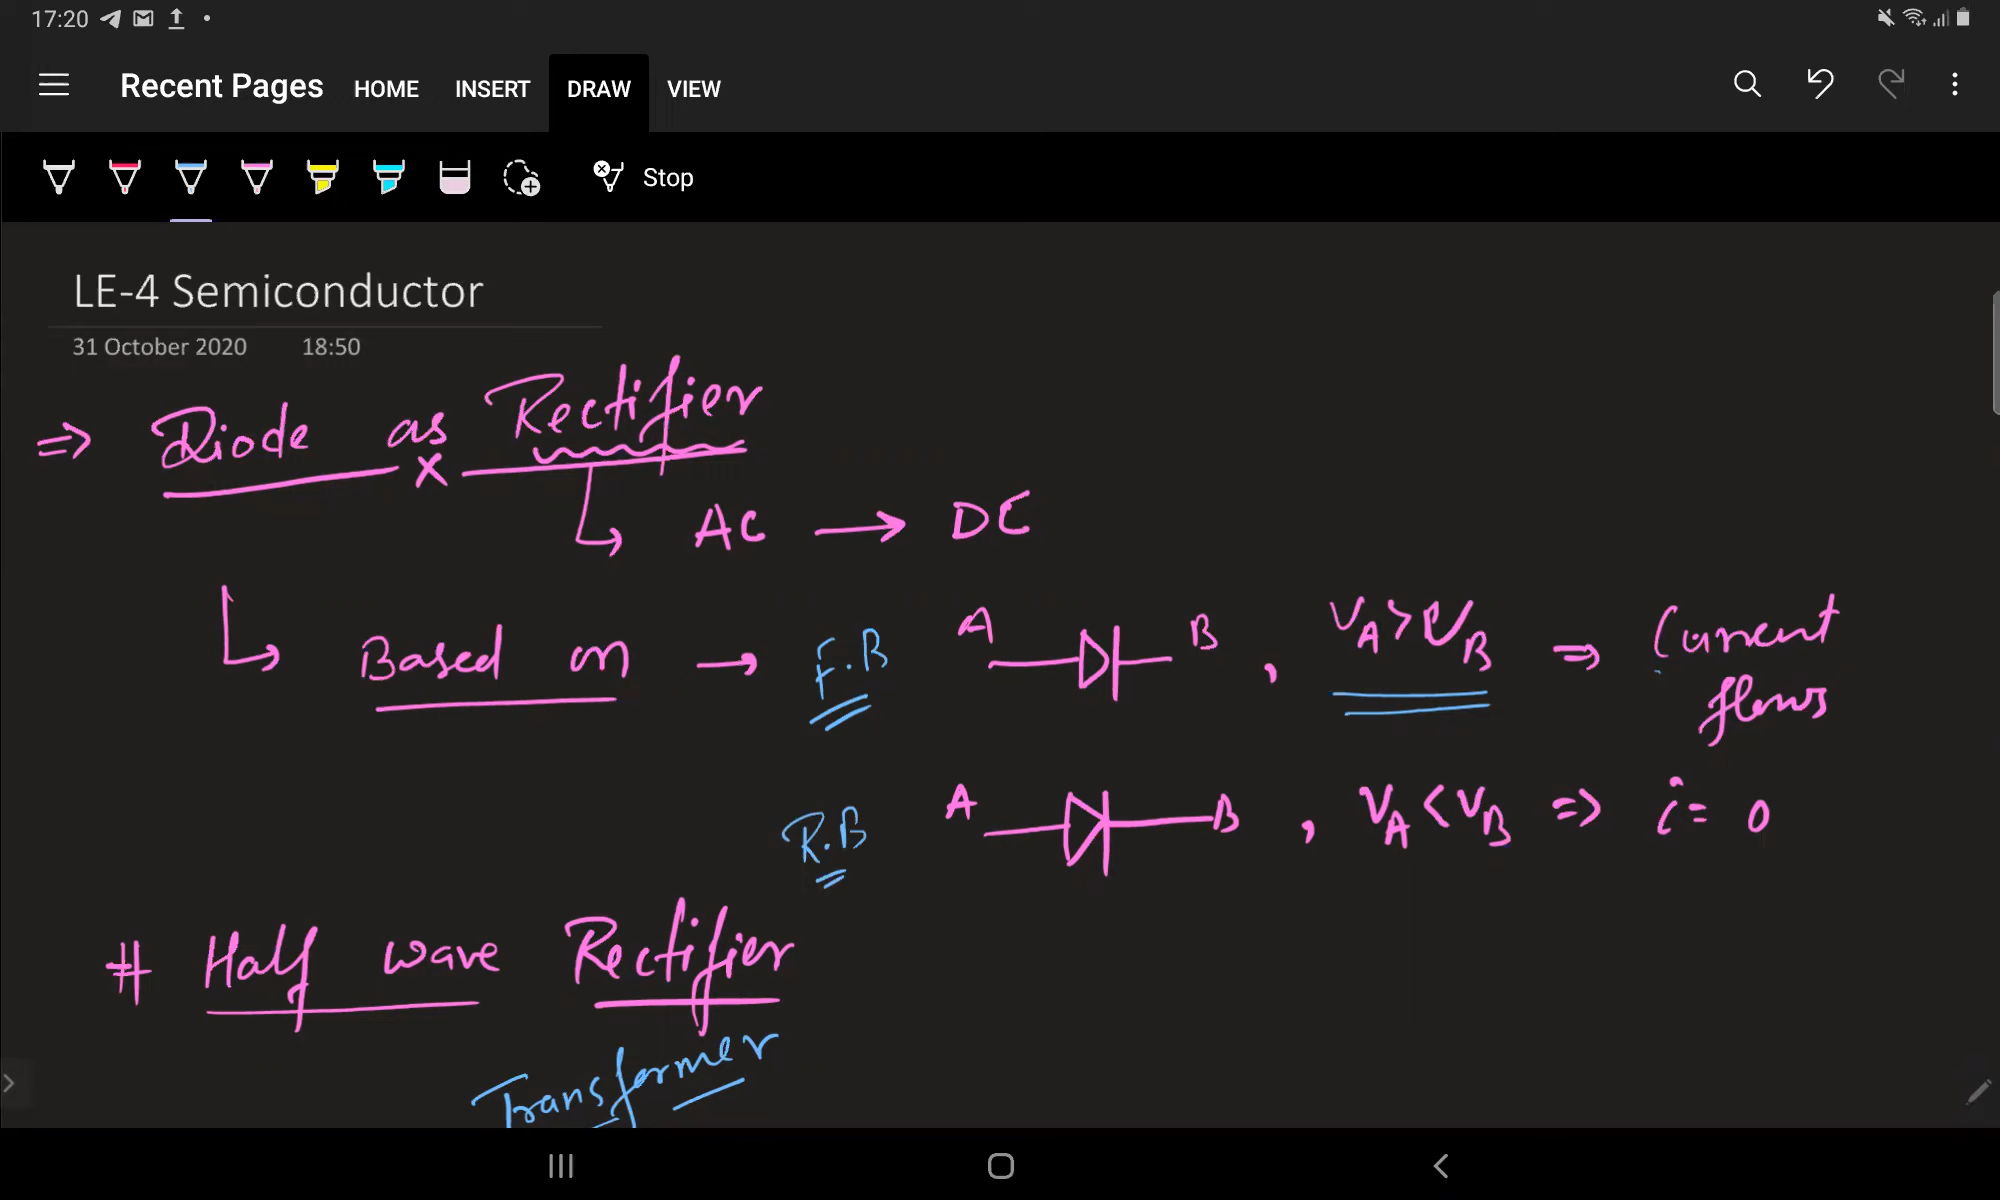 17:20
Recent Pages HOME INSERT DRAW VIEW
Stop
LE-4 Semiconductor
31 October 2020 18:50
⇒ Diode as Rectifier
x
↳ AC → DC
↳ Based on → F.B A B , VA > VB ⇒ Current
flows
R.B A B , VA < VB ⇒ i = 0
# Half wave Rectifier
Transformer